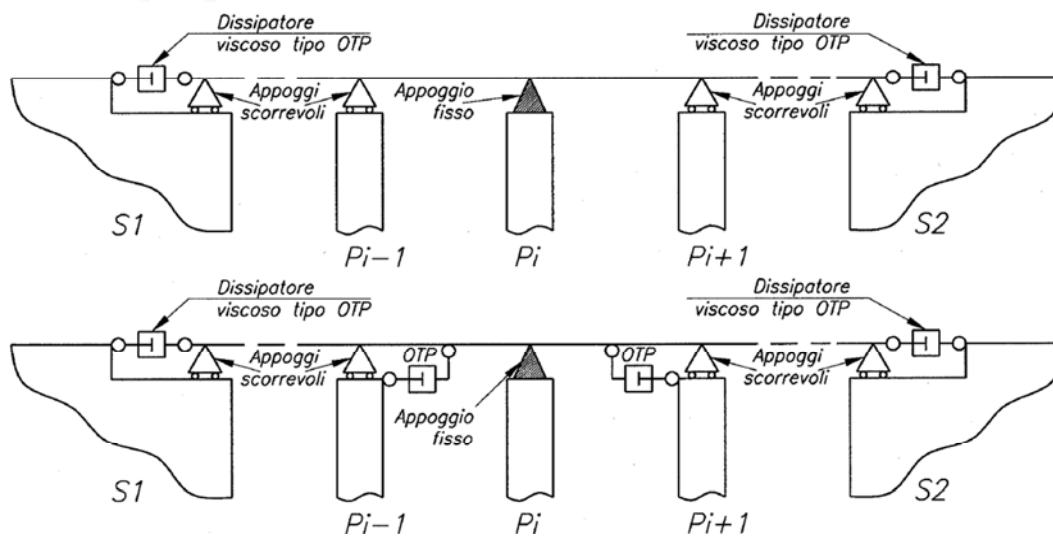 Dissipatore
viscoso tipo OTP
Dissipatore
viscoso tipo OTP
Appoggi
scorrevoli
Appoggio
fisso
Appoggi
scorrevoli
S1
Pi-1
Pi
Pi+1
S2
Dissipatore
viscoso tipo OTP
Dissipatore
viscoso tipo OTP
Appoggi
scorrevoli
OTP
Appoggio
fisso
OTP
Appoggi
scorrevoli
S1
Pi-1
Pi
Pi+1
S2